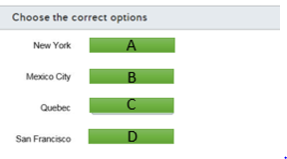 Choose the correct options
New York A
Mexico City B
Quebec C
San Francisco D